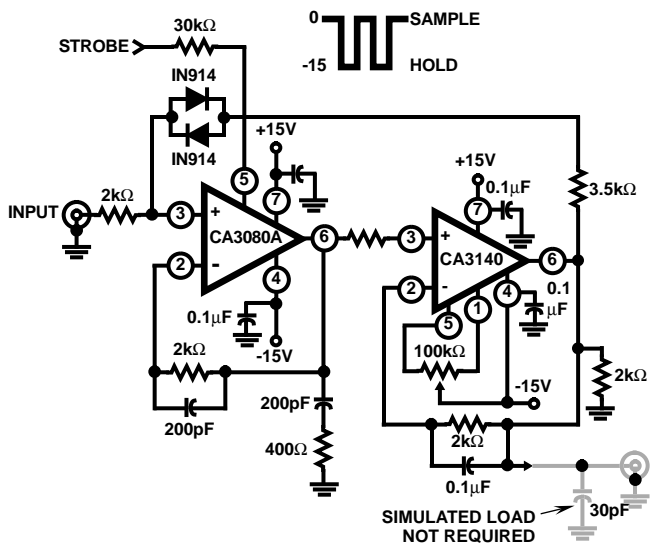 0
SAMPLE
-15
HOLD
STROBE
30kΩ
IN914
IN914
+15V
+15V
0.1µF
3.5kΩ
2kΩ
INPUT
5
7
7
3
+
CA3080A
6
3
+
CA3140
6
2
-
4
2
-
5
1
4
0.1
µF
0.1µF
-15V
100kΩ
-15V
2kΩ
2kΩ
200pF
200pF
400Ω
2kΩ
0.1µF
30pF
SIMULATED LOAD
NOT REQUIRED